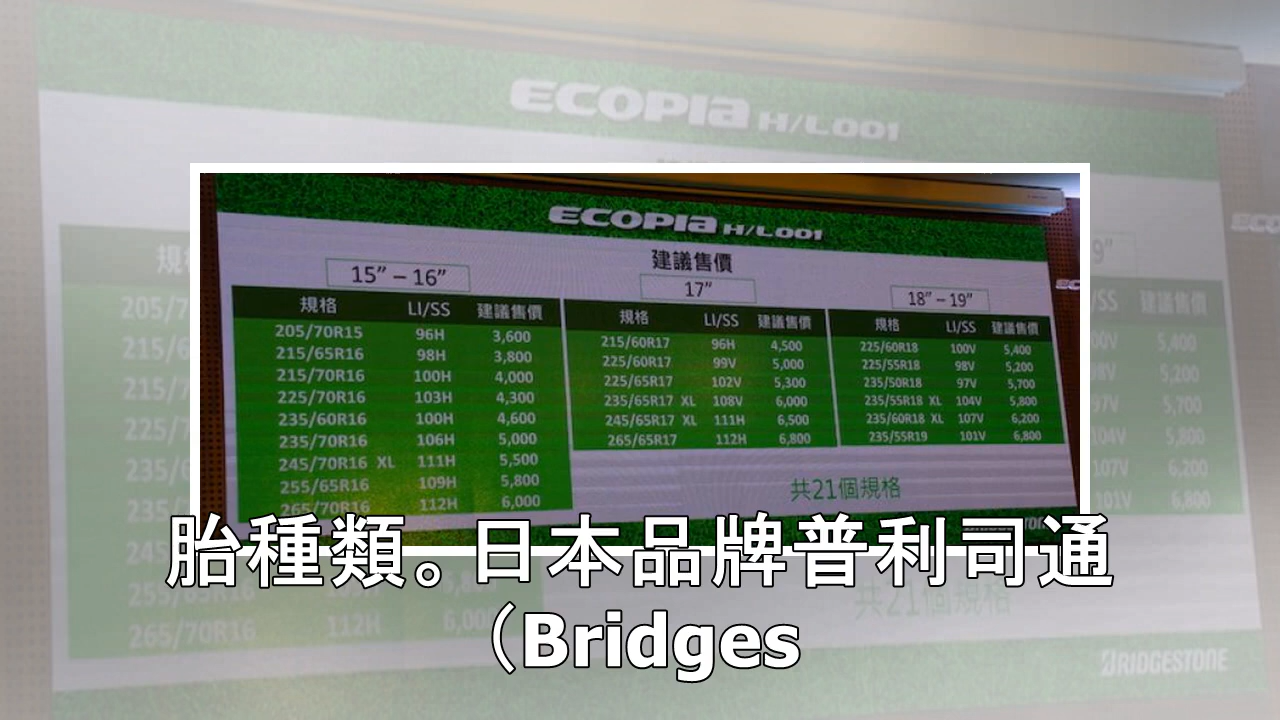 ECOPIA H/L001
建議售價
15” – 16”
規格 LI/SS 建議售價
205/70R15 96H 3,600
215/65R16 98H 3,800
215/70R16 100H 4,000
225/70R16 103H 4,300
235/60R16 100H 4,600
235/70R16 106H 5,000
245/70R16 XL 111H 5,500
255/65R16 109H 5,800
265/70R16 112H 6,000
17”
規格 LI/SS 建議售價
215/60R17 96H 4,500
225/60R17 99V 5,000
225/65R17 102V 5,300
235/65R17 XL 108V 6,000
245/65R17 XL 111H 6,500
265/65R17 112H 6,800
18” – 19”
規格 LI/SS 建議售價
225/60R18 100V 5,400
225/55R18 98V 5,200
235/50R18 97V 5,700
235/55R18 XL 104V 5,800
235/60R18 XL 107V 6,200
235/55R19 101V 6,800
共21個規格
BRIDGESTONE
胎種類。日本品牌普利司通
（Bridges